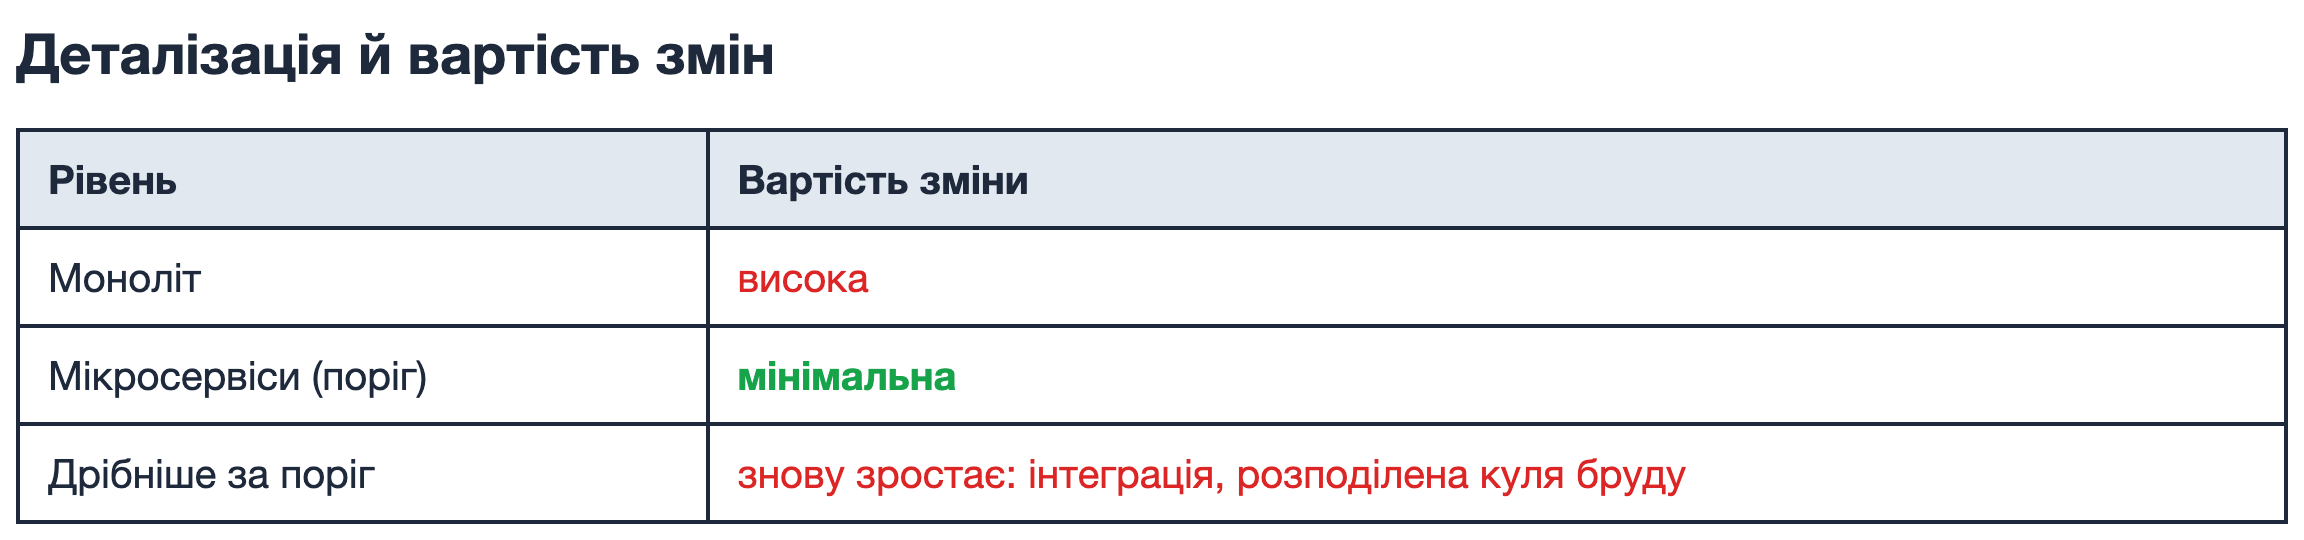 Деталізація й вартість змін
Рівень
Вартість зміни
Моноліт
висока
Мікросервіси (поріг)
мінімальна
Дрібніше за поріг
знову зростає: інтеграція, розподілена куля бруду